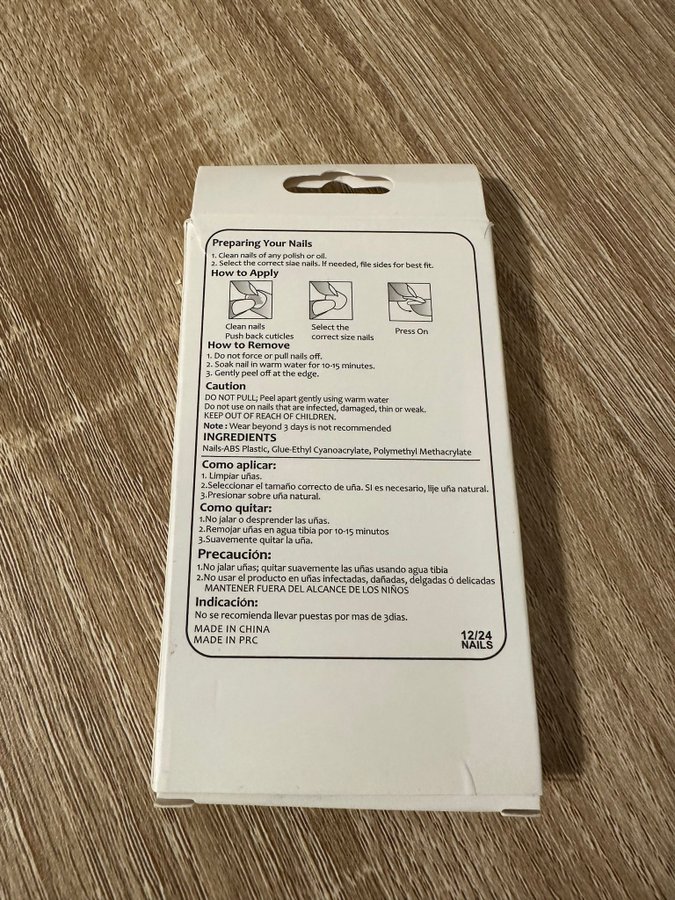 Preparing Your Nails
1. Clean nails of any polish or oil.
2. Select the correct siae nails. If needed, file sides for best fit.
How to Apply
Clean nails
Push back cuticles
Select the
correct size nails
Press On
How to Remove
1. Do not force or pull nails off.
2. Soak nail in warm water for 10-15 minutes.
3. Gently peel off at the edge.
Caution
DO NOT PULL; Peel apart gently using warm water
Do not use on nails that are infected, damaged, thin or weak.
KEEP OUT OF REACH OF CHILDREN.
Note : Wear beyond 3 days is not recommended
INGREDIENTS
Nails-ABS Plastic, Glue-Ethyl Cyanoacrylate, Polymethyl Methacrylate
Como aplicar:
1. Limpiar uñas.
2.Seleccionar el tamaño correcto de uña. SI es necesario, lije uña natural.
3.Presionar sobre uña natural.
Como quitar:
1.No jalar o desprender las uñas.
2.Remojar uñas en agua tibia por 10-15 minutos
3.Suavemente quitar la uña.
Precaución:
1.No jalar uñas; quitar suavemente las uñas usando agua tibia
2.No usar el producto en uñas infectadas, dañadas, delgadas ó delicadas
MANTENER FUERA DEL ALCANCE DE LOS NIÑOS
Indicación:
No se recomienda llevar puestas por mas de 3dias.
MADE IN CHINA
MADE IN PRC
12/24
NAILS